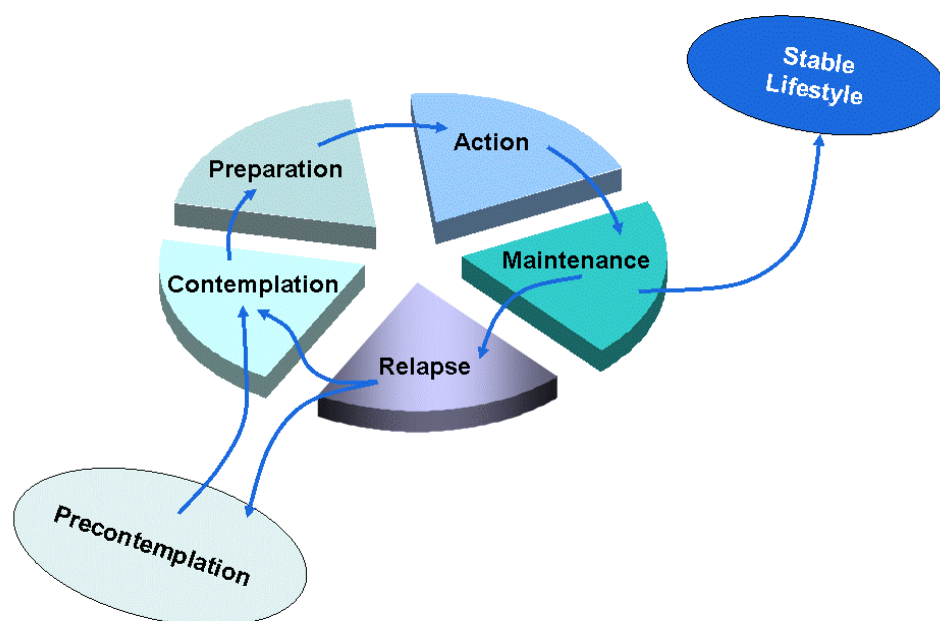 Stable
Lifestyle
Action
Preparation
Maintenance
Contemplation
Relapse
Precontemplation